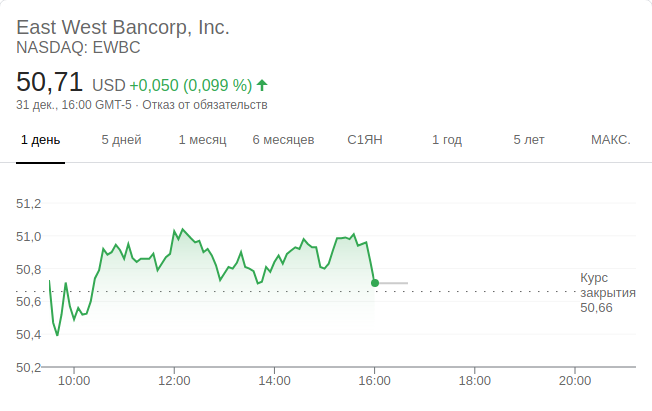 East West Bancorp, Inc.
NASDAQ: EWBC
50,71 USD +0,050 (0,099 %)
31 дек., 16:00 GMT-5 · Отказ от обязательств
1 день 5 дней 1 месяц 6 месяцев С1ЯН 1 год 5 лет МАКС.
51,2
51,0
50,8
50,6
50,4
50,2
Курс
закрытия
50,66
10:00 12:00 14:00 16:00 18:00 20:00